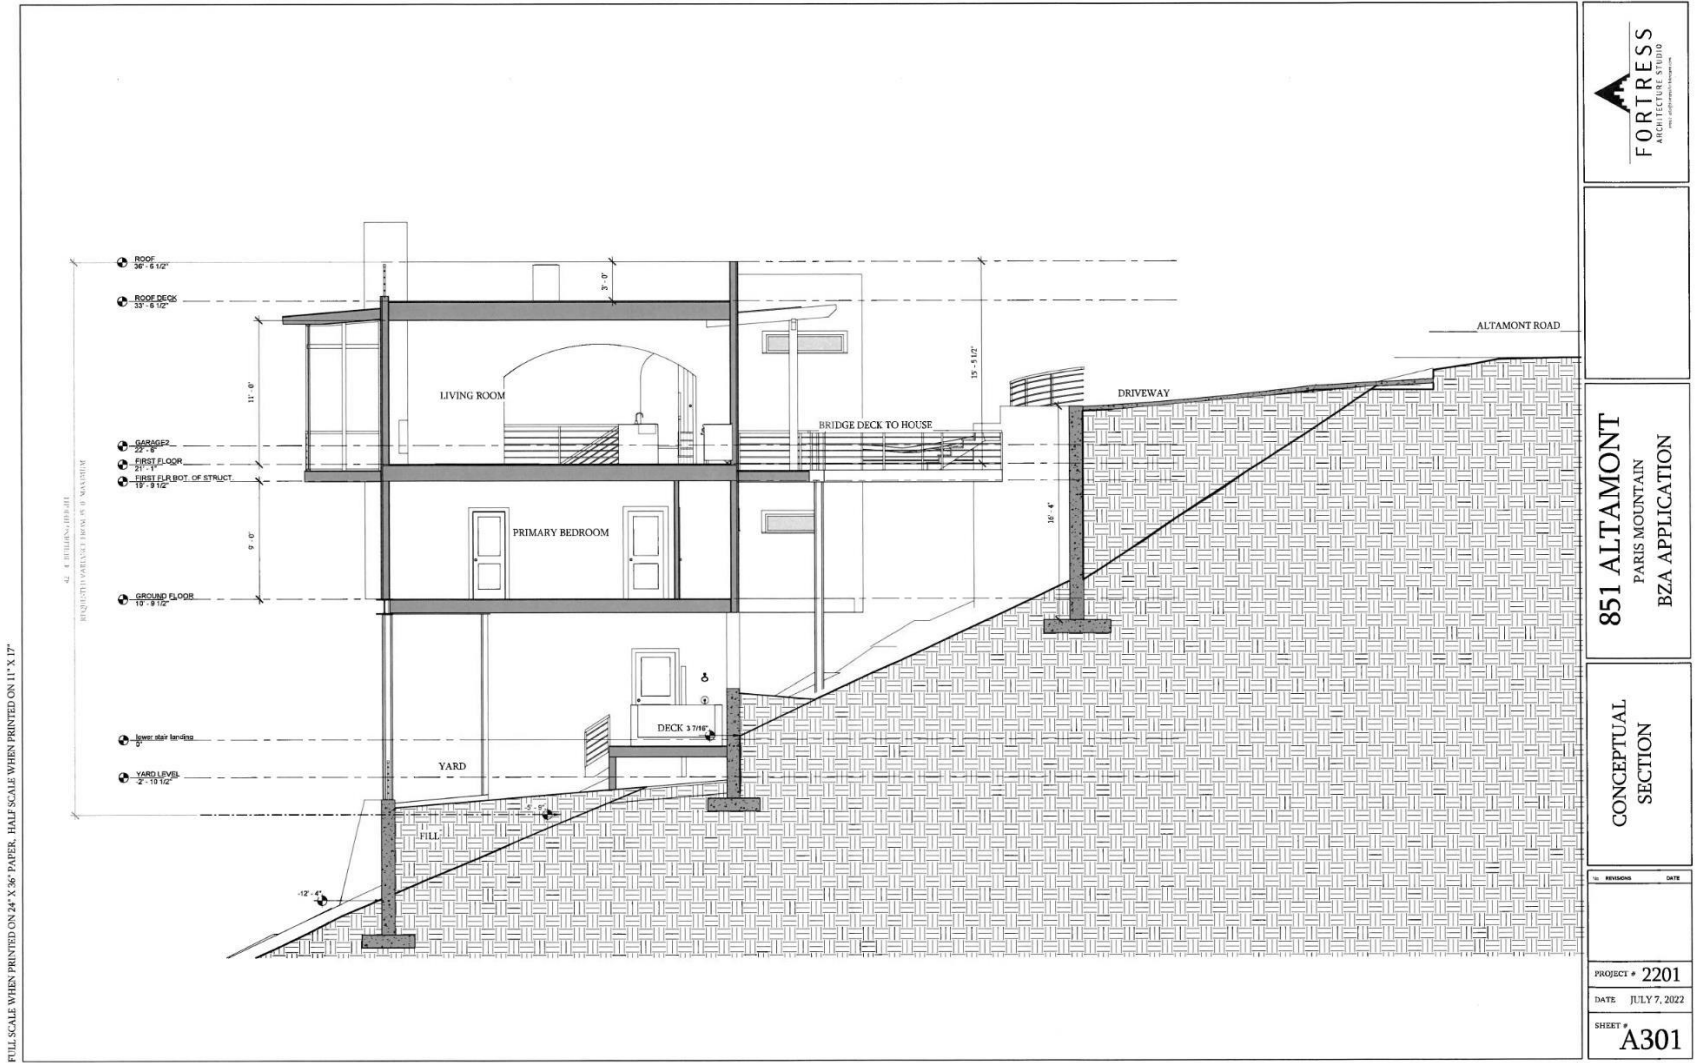 FORTRESS
ARCHITECTURE STUDIO
ROOF
36' - 6 1/2"
ROOF DECK
33' - 6 1/2"
3' - 0"
ALTAMONT ROAD
15' - 5 1/2"
11' - 0"
LIVING ROOM
DRIVEWAY
BRIDGE DECK TO HOUSE
GARAGE2
22' - 8"
FIRST FLOOR
21' - 1"
FIRST FLR BOT. OF STRUCT.
19' - 9 1/2"
16' - 4"
9' - 0"
PRIMARY BEDROOM
GROUND FLOOR
10' - 9 1/2"
DECK 3 7/16"
lower stair landing
0"
YARD
YARD LEVEL
-2' - 10 1/2"
-5' - 9"
FILL
-12' - 4"
FULL SCALE WHEN PRINTED ON 24" X 36" PAPER, HALF SCALE WHEN PRINTED ON 11" X 17"
851 ALTAMONT
PARIS MOUNTAIN
BZA APPLICATION
CONCEPTUAL
SECTION
REVISIONS DATE
PROJECT # 2201
DATE JULY 7, 2022
SHEET # A301